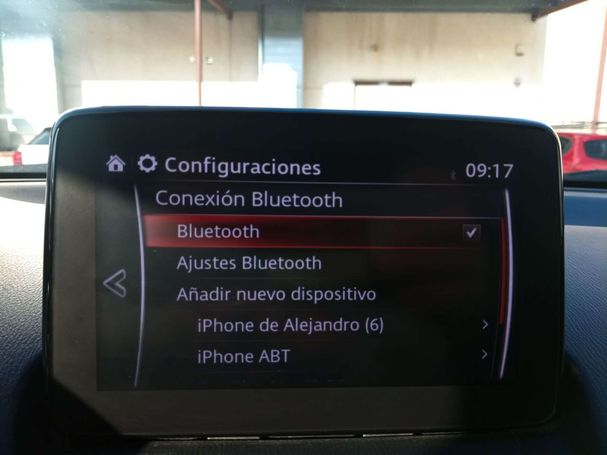 Configuraciones 09:17
Conexión Bluetooth
Bluetooth
Ajustes Bluetooth
Añadir nuevo dispositivo
iPhone de Alejandro (6)
iPhone ABT